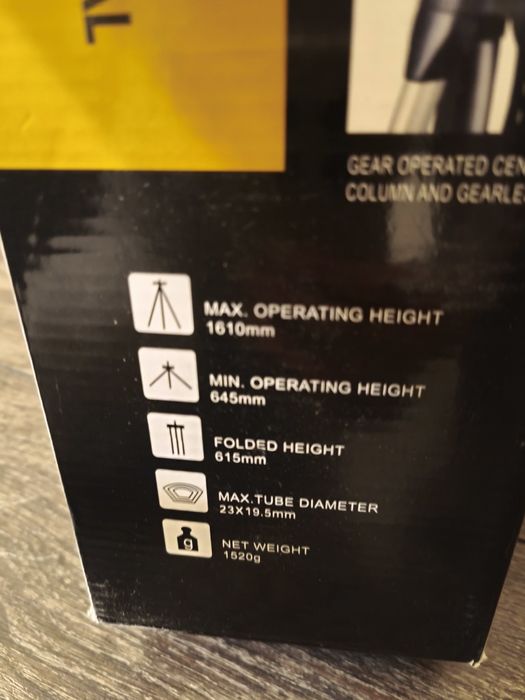 GEAR OPERATED CEN
COLUMN AND GEARLE
MAX. OPERATING HEIGHT
1610mm
MIN. OPERATING HEIGHT
645mm
FOLDED HEIGHT
615mm
MAX.TUBE DIAMETER
23X19.5mm
g
NET WEIGHT
1520g